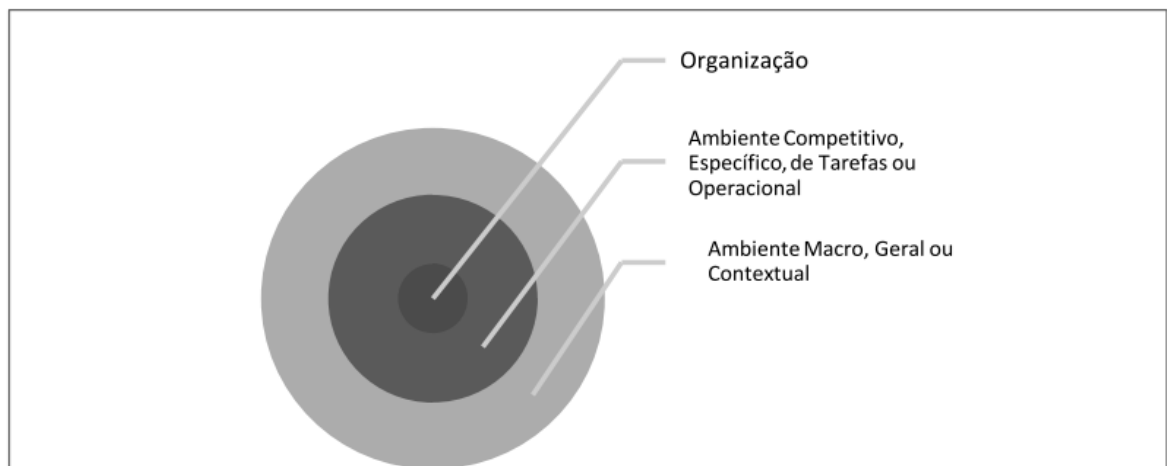 Organização
Ambiente Competitivo,
Específico, de Tarefas ou
Operacional
Ambiente Macro, Geral ou
Contextual